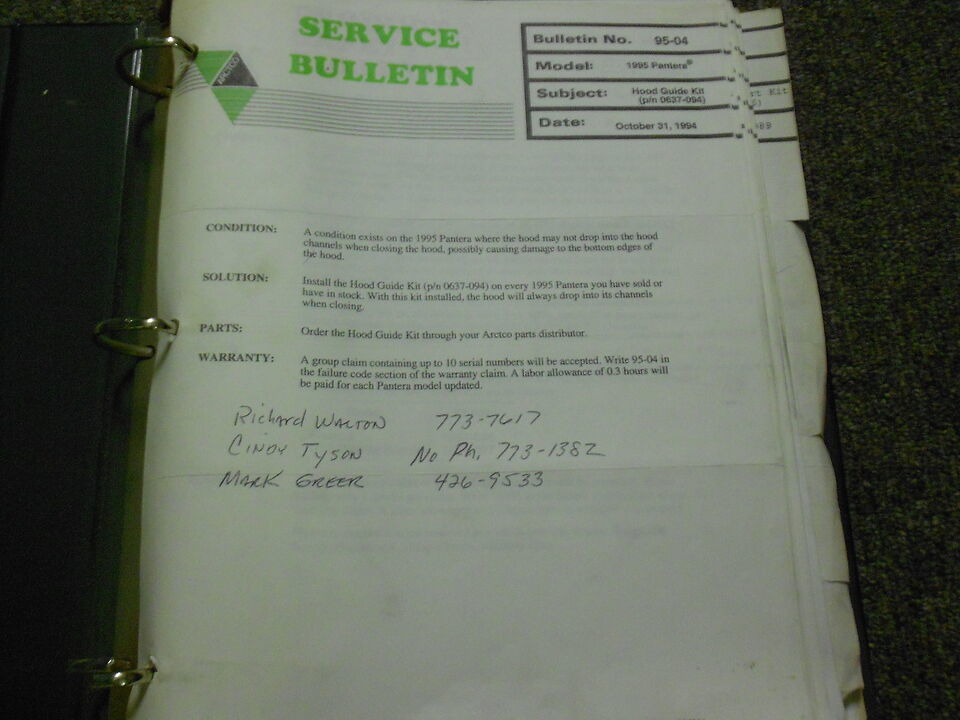 SERVICE
BULLETIN
ARCTCO
Bulletin No. 95-04
Model: 1995 Pantera®
Subject: Hood Guide Kit
(p/n 0637-094)
Date: October 31, 1994
Kit
89
CONDITION: A condition exists on the 1995 Pantera where the hood may not drop into the hood
channels when closing the hood, possibly causing damage to the bottom edges of
the hood.
SOLUTION: Install the Hood Guide Kit (p/n 0637-094) on every 1995 Pantera you have sold or
have in stock. With this kit installed, the hood will always drop into its channels
when closing.
PARTS: Order the Hood Guide Kit through your Arctco parts distributor.
WARRANTY: A group claim containing up to 10 serial numbers will be accepted. Write 95-04 in
the failure code section of the warranty claim. A labor allowance of 0.3 hours will
be paid for each Pantera model updated.
Richard Walton 773-7617
Cindy Tyson No Ph. 773-1382
Mark Greer 426-9533